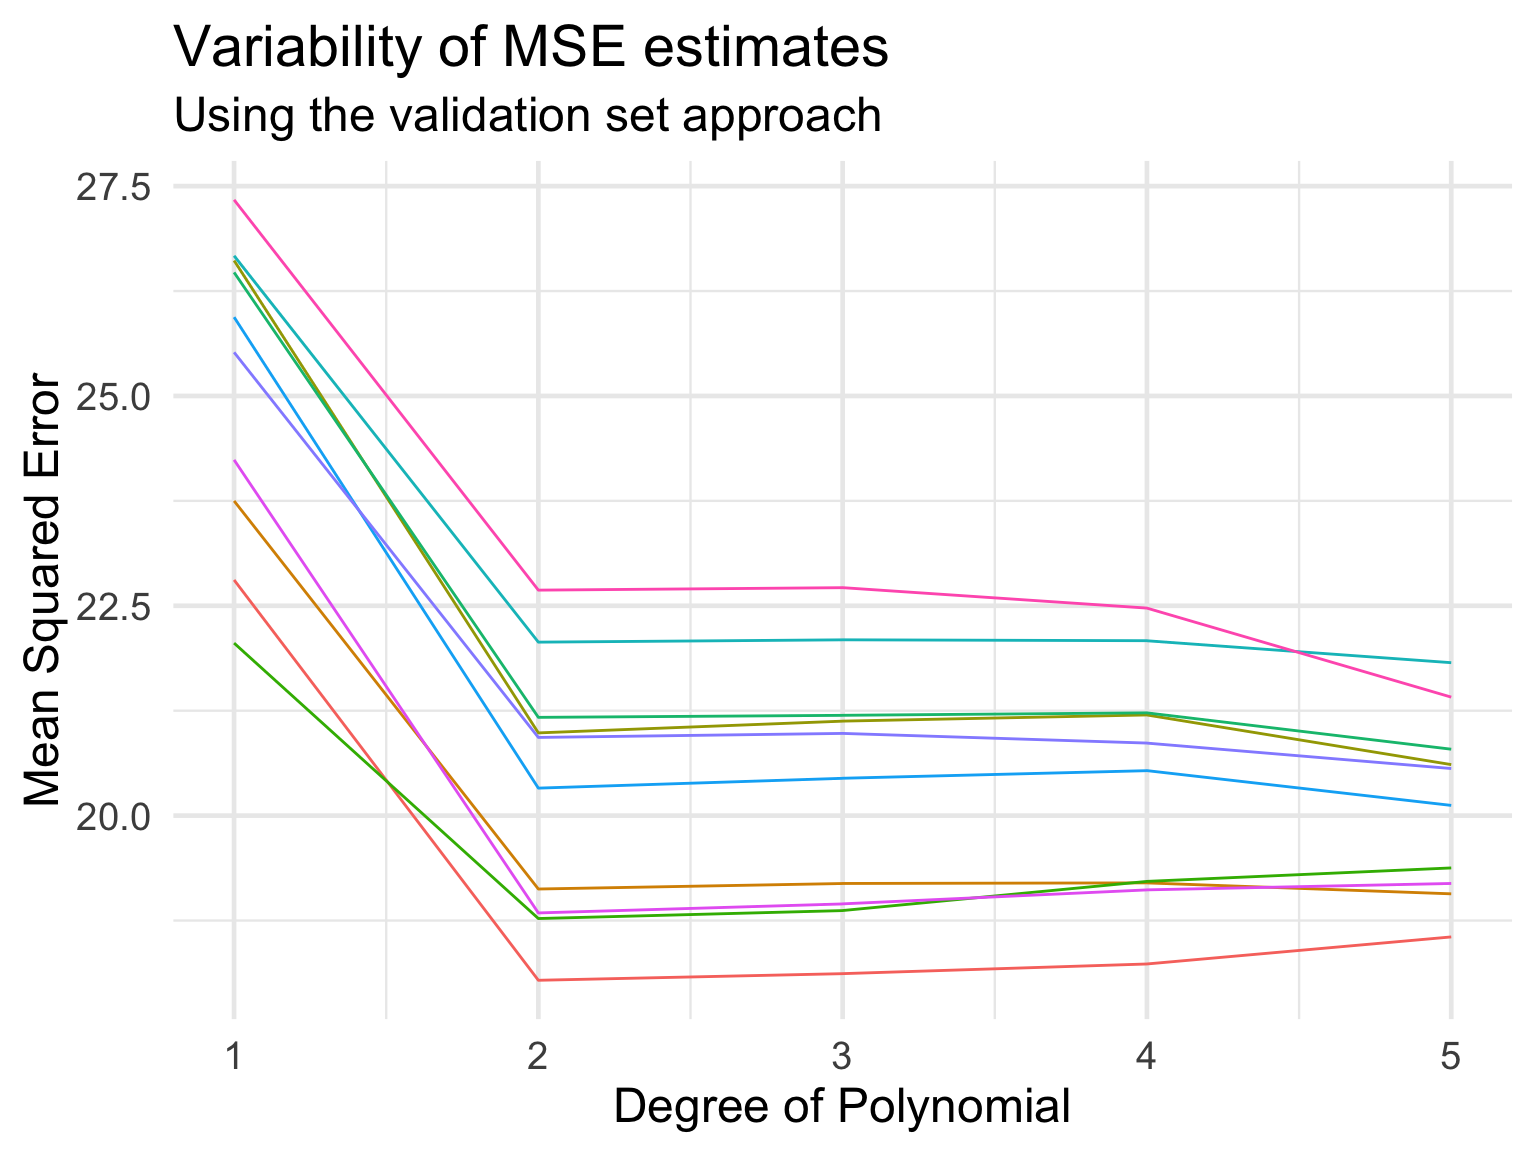 Variability of MSE estimates
Using the validation set approach
Mean Squared Error
27.5
25.0
22.5
20.0
1 2 3 4 5
Degree of Polynomial